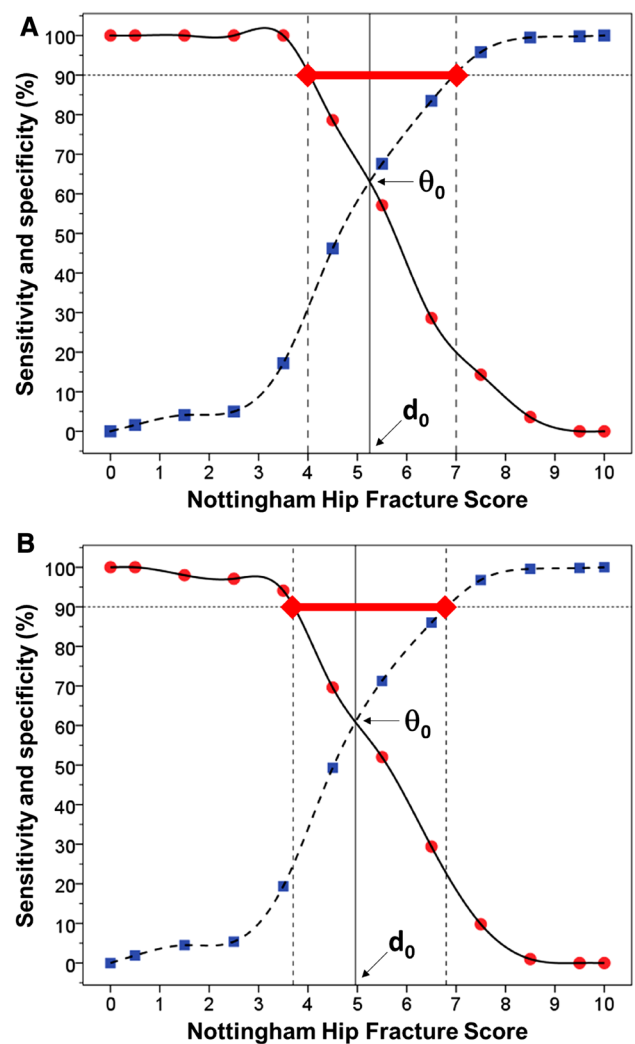 A
Sensitivity and specificity (%)
100
90
80
70
60
50
40
30
20
10
0
θ0
d0
0 1 2 3 4 5 6 7 8 9 10
Nottingham Hip Fracture Score
B
Sensitivity and specificity (%)
100
90
80
70
60
50
40
30
20
10
0
θ0
d0
0 1 2 3 4 5 6 7 8 9 10
Nottingham Hip Fracture Score